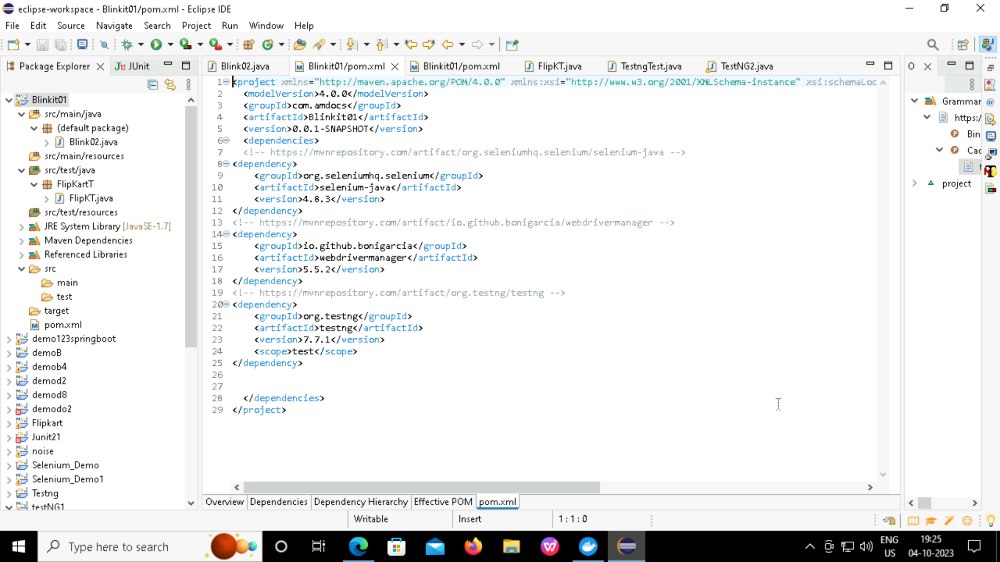 eclipse-workspace - Blinkit01/pom.xml - Eclipse IDE
File Edit Source Navigate Search Project Run Window Help
Package Explorer JUnit
Blink02.java Blinkit01/pom.xml Blinkit01/pom.xml FlipKT.java TestngTest.java TestNG2.java
O
Blinkit01
src/main/java
(default package)
Blink02.java
src/main/resources
src/test/java
FlipKartT
FlipKT.java
src/test/resources
JRE System Library [JavaSE-1.7]
Maven Dependencies
Referenced Libraries
src
main
test
target
pom.xml
demo123springboot
demoB
demob4
demod2
demod8
demodo2
Flipkart
Junit21
noise
Selenium_Demo
Selenium_Demo1
Testng
testNG1
1 <project xmlns="http://maven.apache.org/POM/4.0.0" xmlns:xsi="http://www.w3.org/2001/XMLSchema-instance" xsi:schemaLoc
2 <modelVersion>4.0.0</modelVersion>
3 <groupId>com.amdocs</groupId>
4 <artifactId>Blinkit01</artifactId>
5 <version>0.0.1-SNAPSHOT</version>
6 <dependencies>
7 <!-- https://mvnrepository.com/artifact/org.seleniumhq.selenium/selenium-java -->
8 <dependency>
9 <groupId>org.seleniumhq.selenium</groupId>
10 <artifactId>selenium-java</artifactId>
11 <version>4.8.3</version>
12 </dependency>
13 <!-- https://mvnrepository.com/artifact/io.github.bonigarcia/webdrivermanager -->
14 <dependency>
15 <groupId>io.github.bonigarcia</groupId>
16 <artifactId>webdrivermanager</artifactId>
17 <version>5.5.2</version>
18 </dependency>
19 <!-- https://mvnrepository.com/artifact/org.testng/testng -->
20 <dependency>
21 <groupId>org.testng</groupId>
22 <artifactId>testng</artifactId>
23 <version>7.7.1</version>
24 <scope>test</scope>
25 </dependency>
26
27
28 </dependencies>
29 </project>
Grammar
https:/
Bin
Cac
t
project
Overview Dependencies Dependency Hierarchy Effective POM pom.xml
Writable Insert 1 : 1 : 0
Type here to search
ENG
US
19:25
04-10-2023